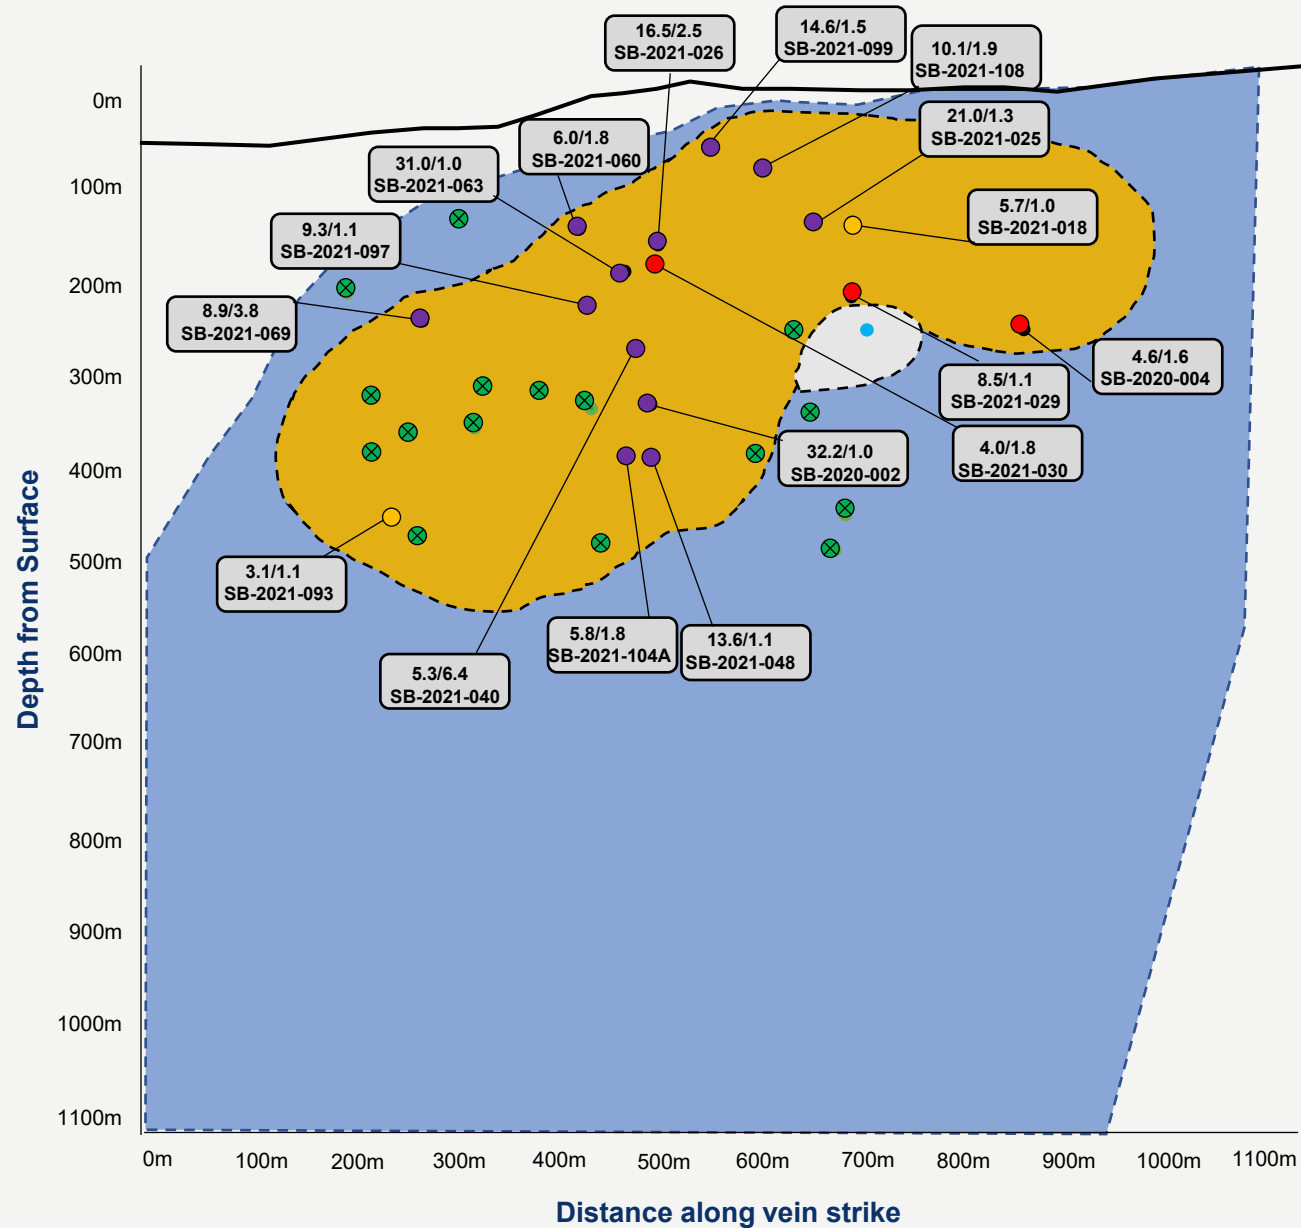 16.5/2.5
SB-2021-026
14.6/1.5
SB-2021-099
10.1/1.9
SB-2021-108
21.0/1.3
SB-2021-025
6.0/1.8
SB-2021-060
31.0/1.0
SB-2021-063
5.7/1.0
SB-2021-018
9.3/1.1
SB-2021-097
8.9/3.8
SB-2021-069
4.6/1.6
SB-2020-004
8.5/1.1
SB-2021-029
4.0/1.8
SB-2021-030
32.2/1.0
SB-2020-002
3.1/1.1
SB-2021-093
5.8/1.8
SB-2021-104A
13.6/1.1
SB-2021-048
5.3/6.4
SB-2021-040
Depth from Surface
0m
100m
200m
300m
400m
500m
600m
700m
800m
900m
1000m
1100m
0m
100m
200m
300m
400m
500m
600m
700m
800m
900m
1000m
1100m
Distance along vein strike